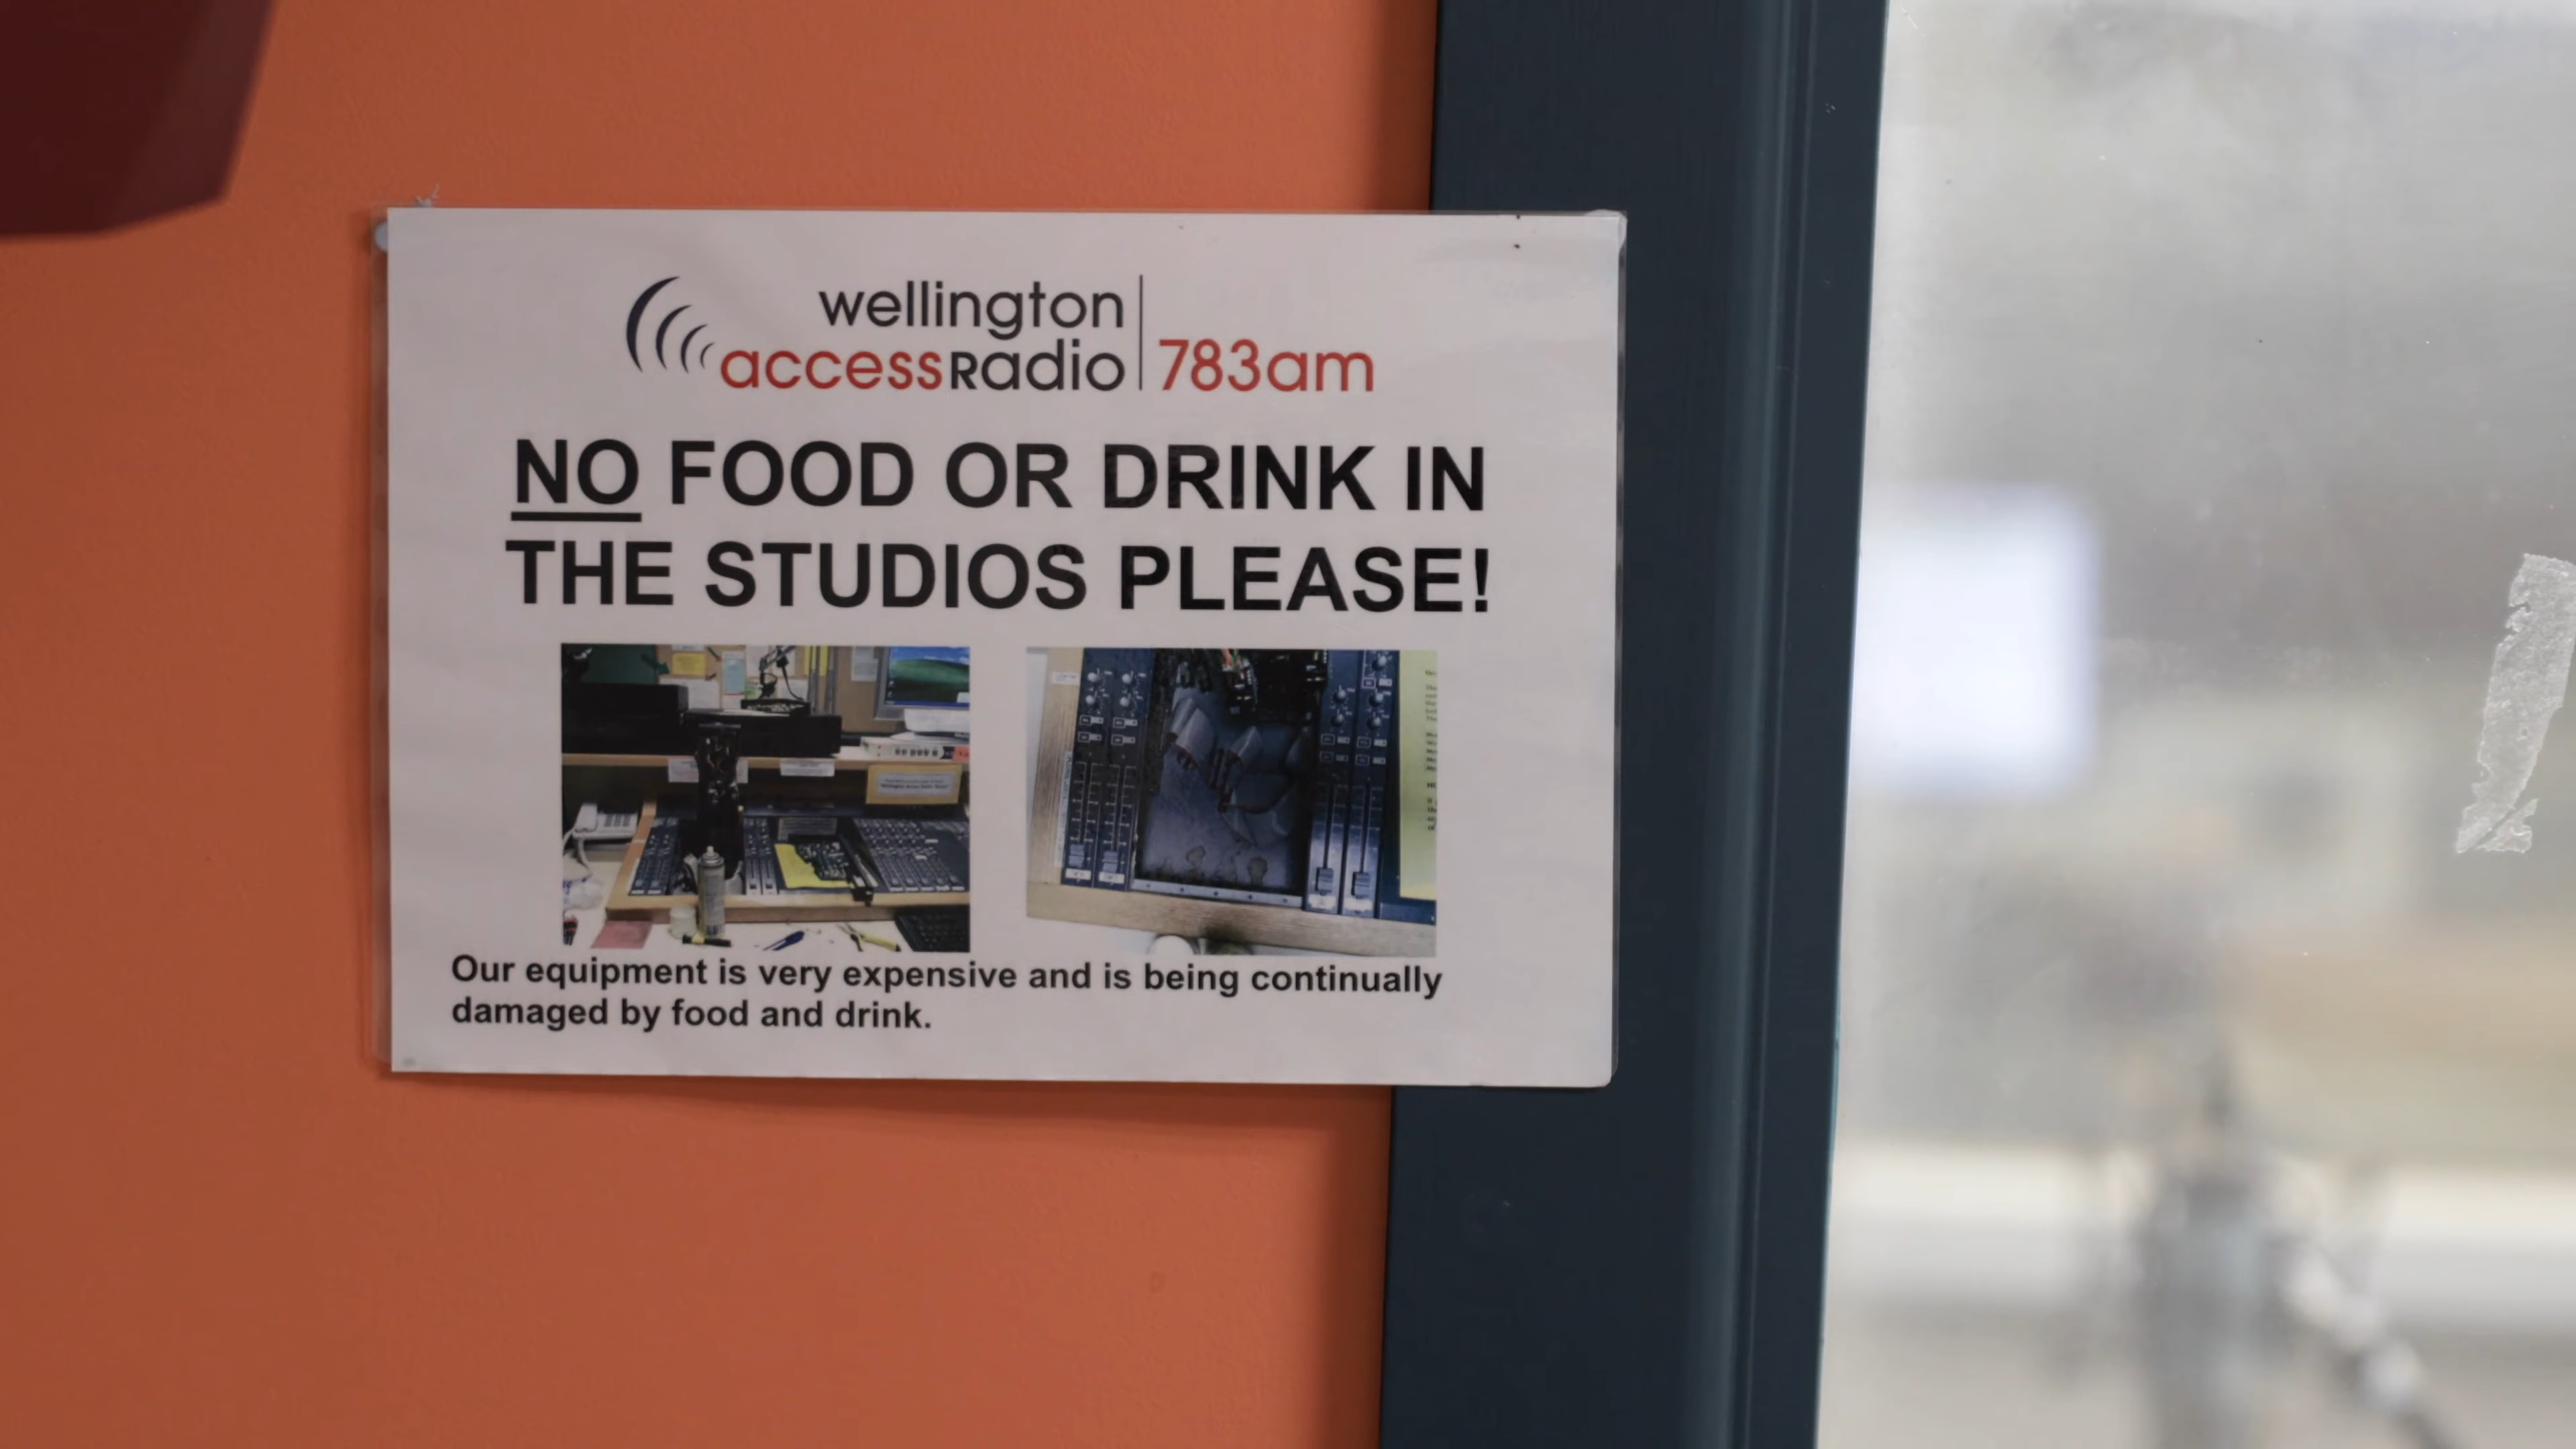 wellington
accessRadio 783am
NO FOOD OR DRINK IN
THE STUDIOS PLEASE!
Our equipment is very expensive and is being continually
damaged by food and drink.